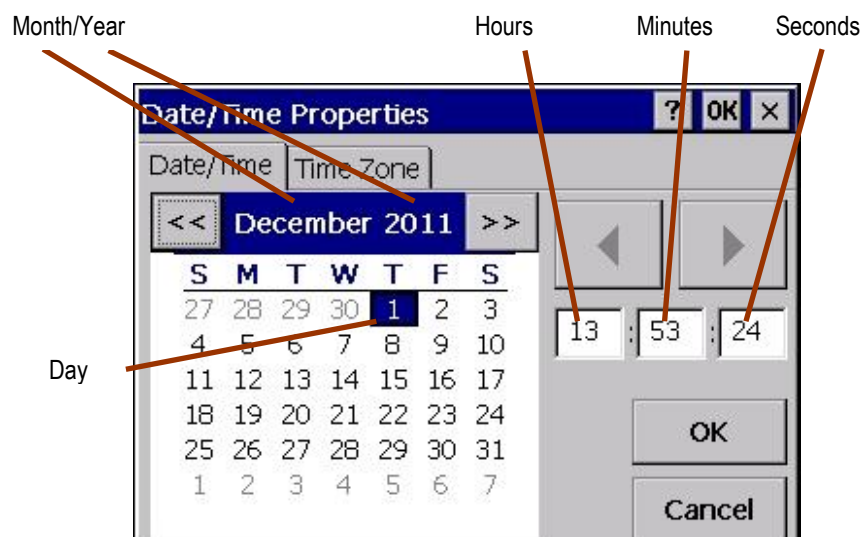 Month/Year Hours Minutes Seconds
Date/Time Properties ? OK ×
Date/Time Time Zone
<< December 2011 >>
S M T W T F S
27 28 29 30 1 2 3
13 : 53 : 24
4 5 6 7 8 9 10
Day
11 12 13 14 15 16 17
18 19 20 21 22 23 24
OK
25 26 27 28 29 30 31
1 2 3 4 5 6 7
Cancel